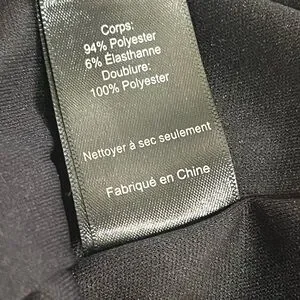 Corps:
94% Polyester
6% Élasthanne
Doublure:
100% Polyester
Nettoyer à sec seulement
Fabriqué en Chine